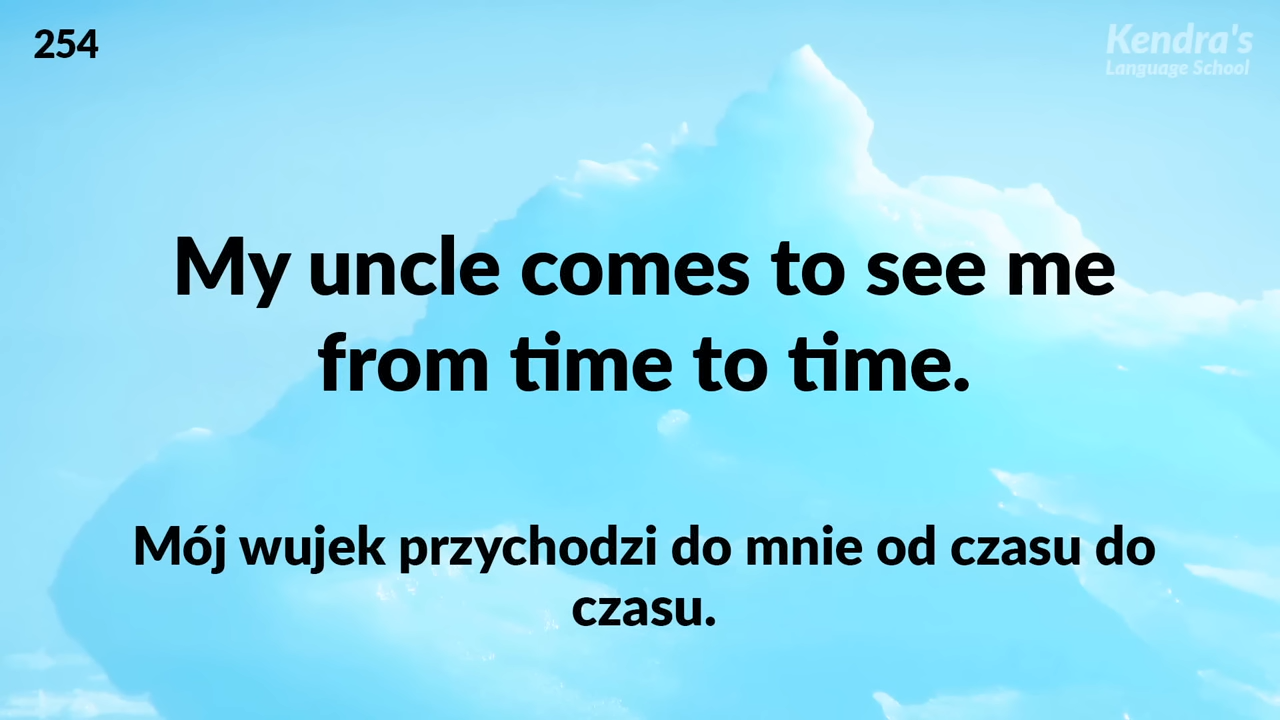 254
Kendra's
Language School
My uncle comes to see me
from time to time.
Mój wujek przychodzi do mnie od czasu do
czasu.